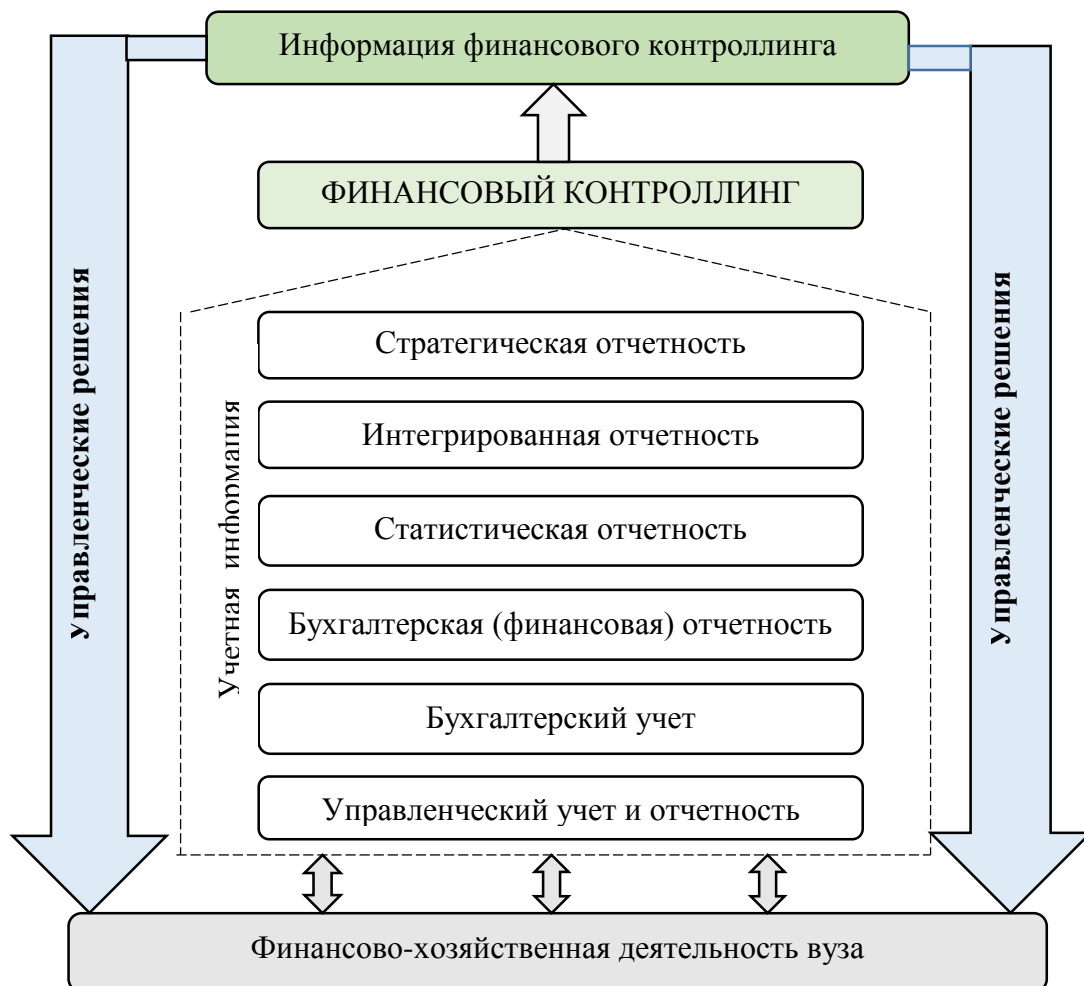 Информация финансового контроллинга
ФИНАНСОВЫЙ КОНТРОЛЛИНГ
Управленческие решения
Учетная информация
Стратегическая отчетность
Интегрированная отчетность
Статистическая отчетность
Бухгалтерская (финансовая) отчетность
Бухгалтерский учет
Управленческий учет и отчетность
Управленческие решения
Финансово-хозяйственная деятельность вуза